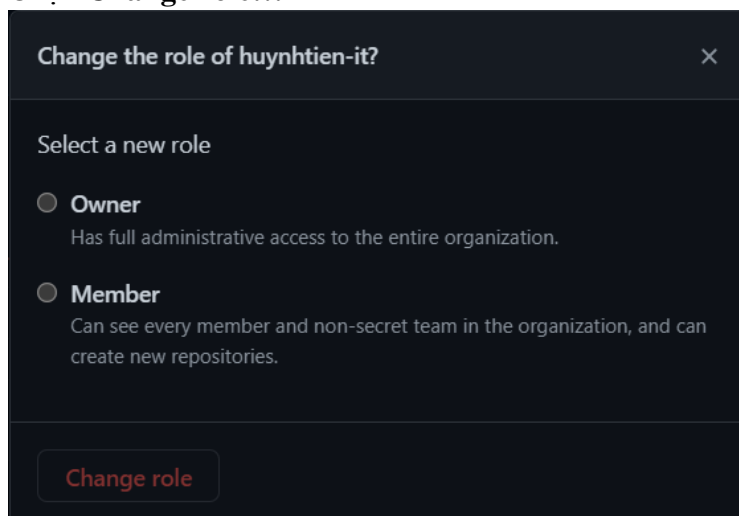 Change the role of huynhtien-it?
Select a new role
Owner
Has full administrative access to the entire organization.
Member
Can see every member and non-secret team in the organization, and can
create new repositories.
Change role